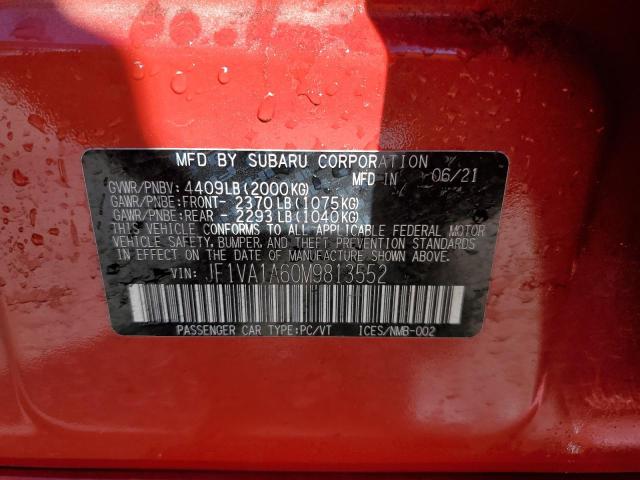 MFD BY SUBARU CORPORATION
GVWR/PNBV: 4409LB(2000KG) MFD IN 06/21
GAWR/PNBE:FRONT- 2370LB(1075KG)
GAWR/PNBE:REAR - 2293LB(1040KG)
THIS VEHICLE CONFORMS TO ALL APPLICABLE FEDERAL MOTOR
VEHICLE SAFETY, BUMPER, AND THEFT PREVENTION STANDARDS
IN EFFECT ON THE DATE OF MANUFACTURE SHOWN ABOVE.
VIN: JF1VA1A60M9813552
PASSENGER CAR TYPE:PC/VT ICES/NMB-002